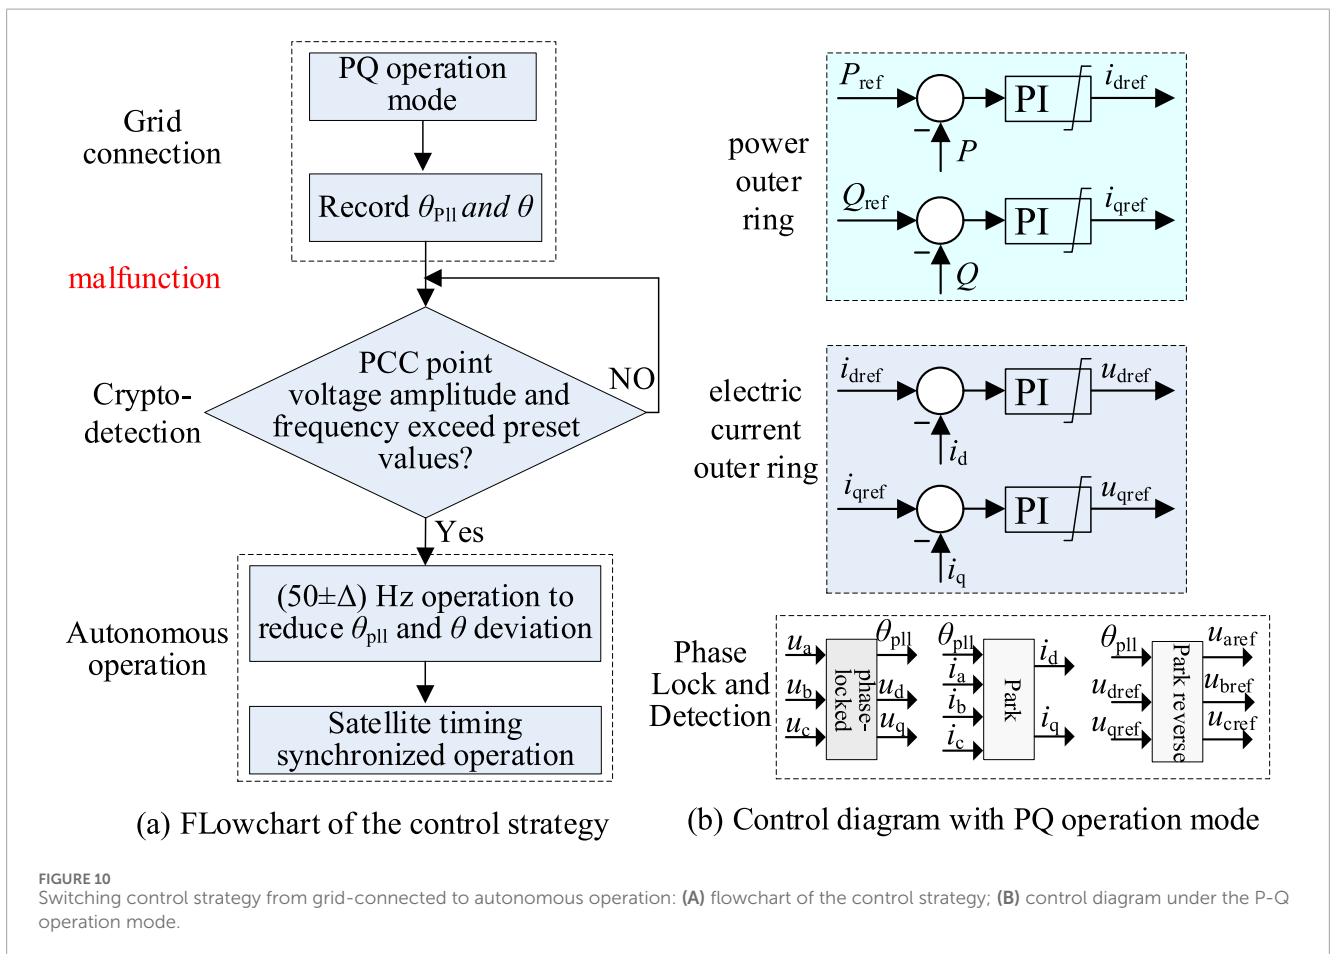 PQ operation
mode
Grid
connection
Record θPll and θ
malfunction
PCC point
voltage amplitude and
frequency exceed preset
values?
NO
Crypto-
detection
Yes
(50±Δ) Hz operation to
reduce θpll and θ deviation
Autonomous
operation
Satellite timing
synchronized operation
(a) FLowchart of the control strategy
power
outer
ring
Pref
−
P
PI
idref
Qref
−
Q
PI
iqref
electric
current
outer ring
idref
−
id
PI
udref
iqref
−
iq
PI
uqref
Phase
Lock and
Detection
ua
ub
uc
phase-
locked
θpll
ud
uq
θpll
ia
ib
ic
Park
id
iq
θpll
udref
uqref
Park reverse
uaref
ubref
ucref
(b) Control diagram with PQ operation mode
FIGURE 10
Switching control strategy from grid-connected to autonomous operation: (A) flowchart of the control strategy; (B) control diagram under the P-Q
operation mode.